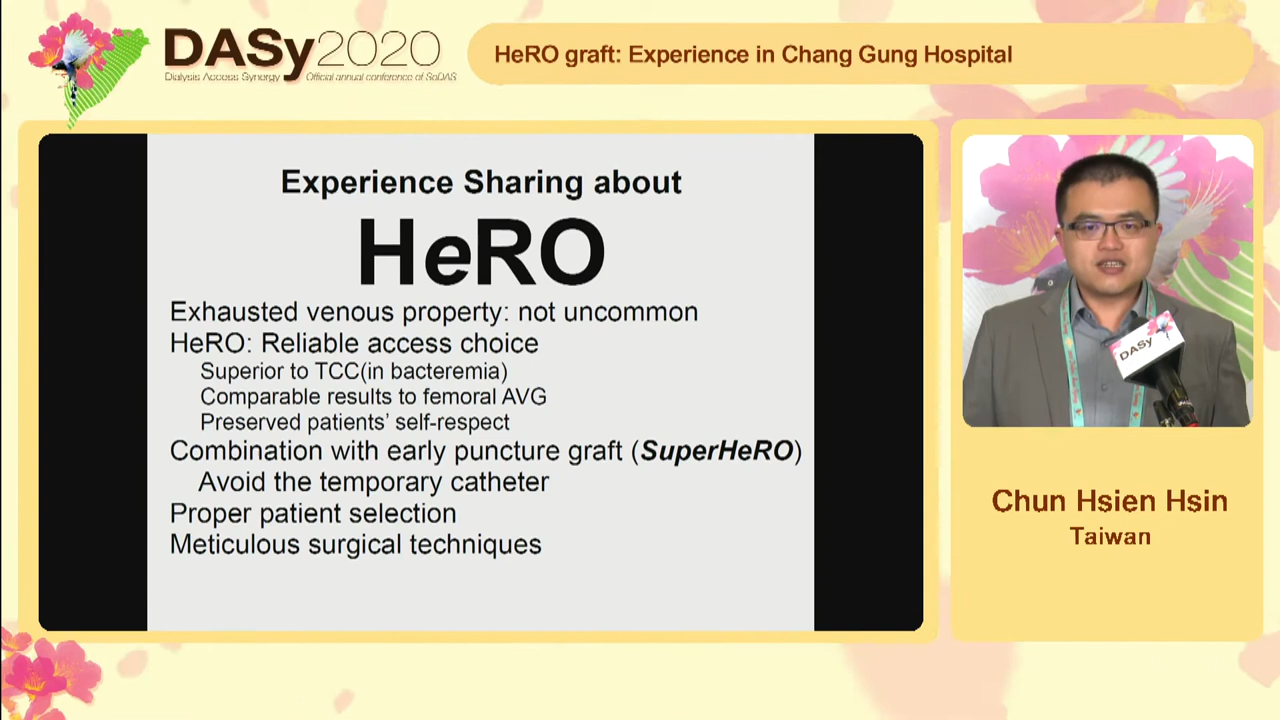 DASy2020
Dialysis Access Synergy Official annual conference of SoDAS
HeRO graft: Experience in Chang Gung Hospital
Experience Sharing about
HeRO
Exhausted venous property: not uncommon
HeRO: Reliable access choice
Superior to TCC(in bacteremia)
Comparable results to femoral AVG
Preserved patients' self-respect
Combination with early puncture graft (SuperHeRO)
Avoid the temporary catheter
Proper patient selection
Meticulous surgical techniques
DASy
Chun Hsien Hsin
Taiwan